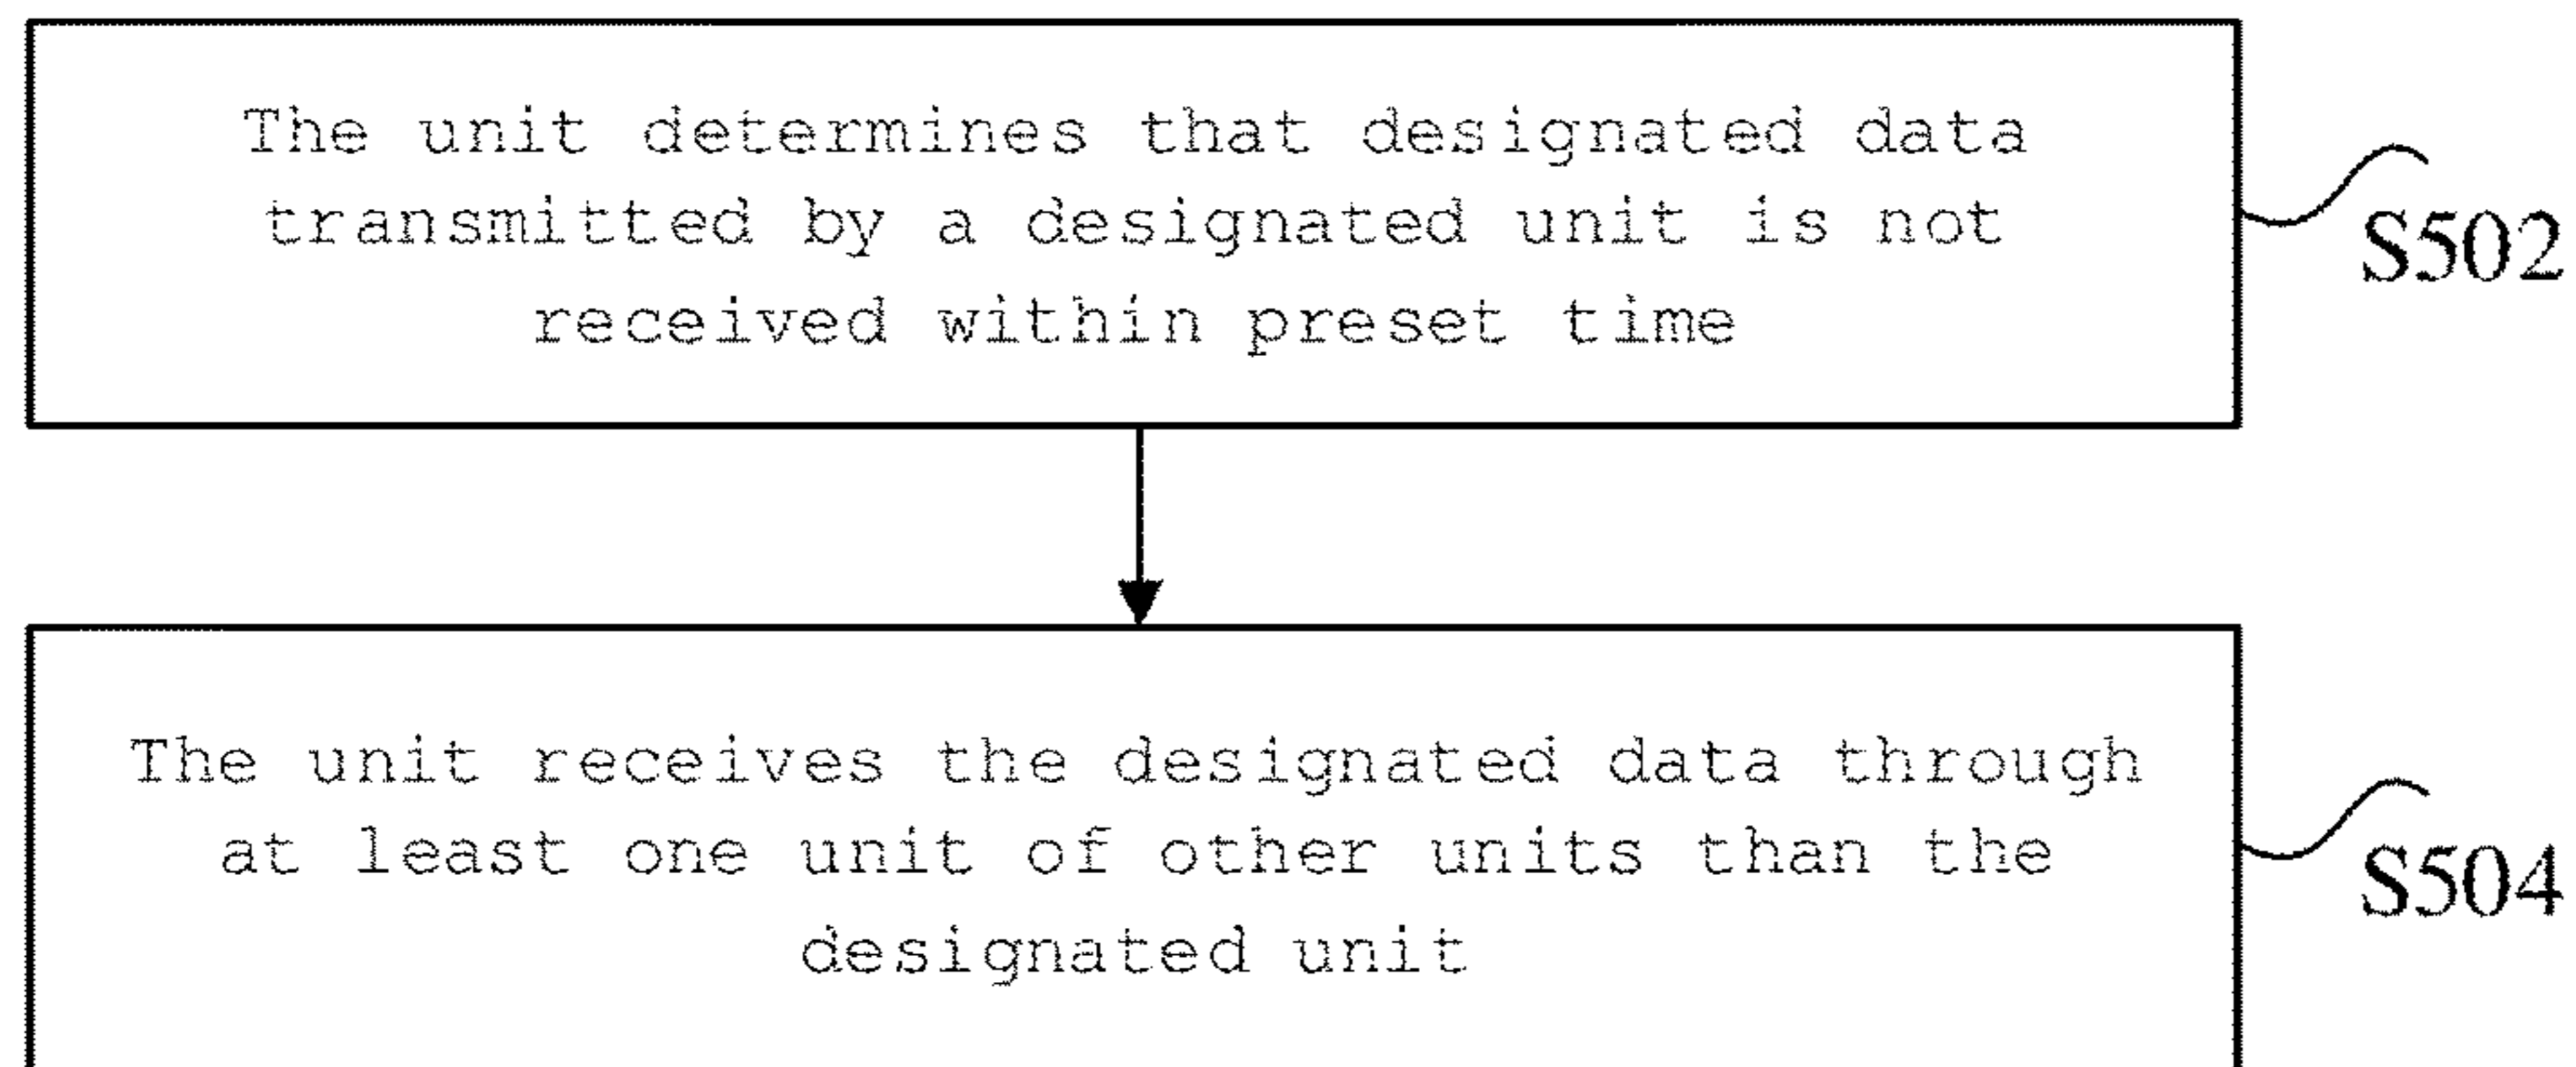 The unit determines that designated data
transmitted by a designated unit is not
received within preset time
S502
The unit receives the designated data through
at least one unit of other units than the
designated unit
S504